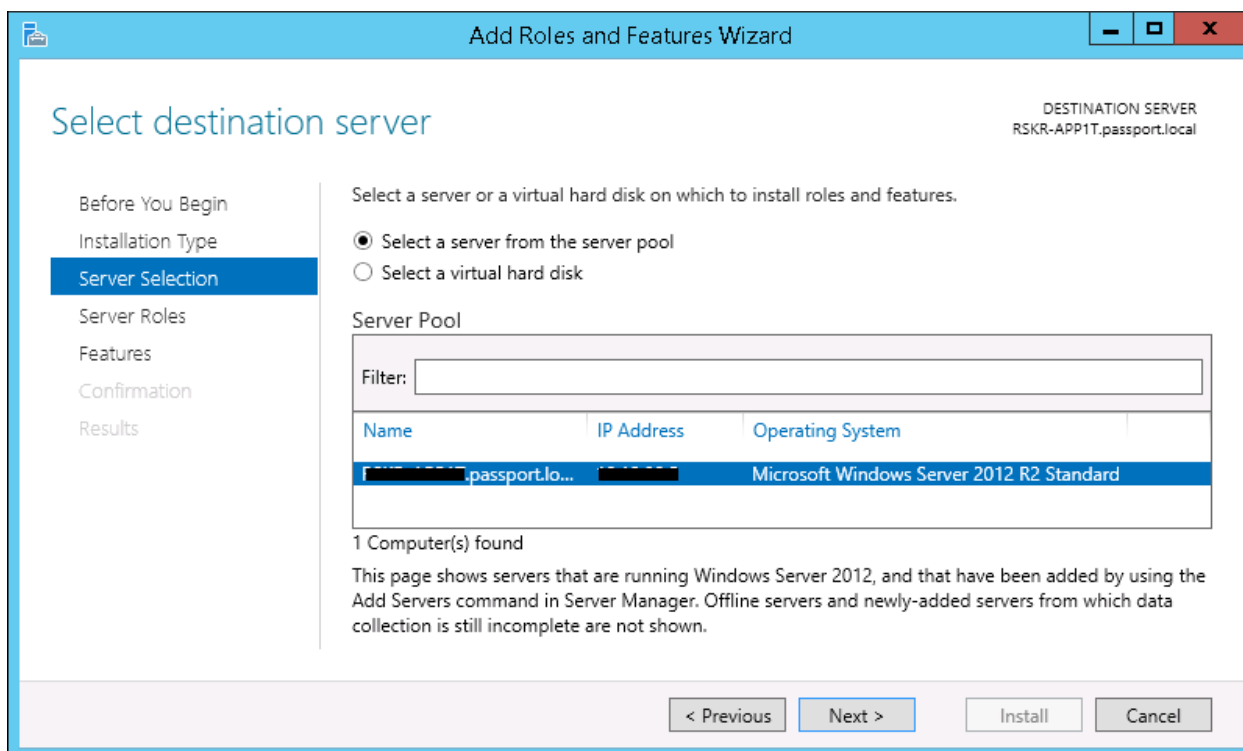 Add Roles and Features Wizard
Select destination server
DESTINATION SERVER
RSKR-APP1T.passport.local
Before You Begin
Installation Type
Server Selection
Server Roles
Features
Confirmation
Results
Select a server or a virtual hard disk on which to install roles and features.
Select a server from the server pool
Select a virtual hard disk
Server Pool
Filter:
Name IP Address Operating System
.passport.lo... Microsoft Windows Server 2012 R2 Standard
1 Computer(s) found
This page shows servers that are running Windows Server 2012, and that have been added by using the
Add Servers command in Server Manager. Offline servers and newly-added servers from which data
collection is still incomplete are not shown.
< Previous Next > Install Cancel